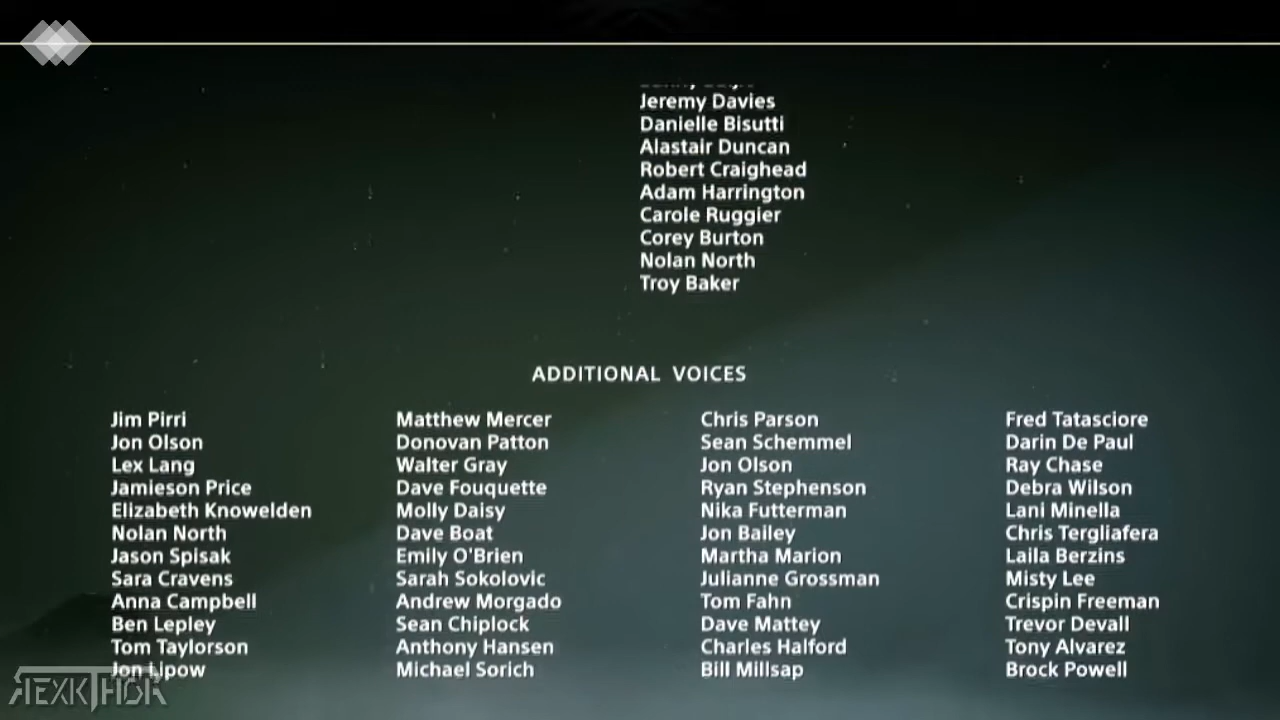 Jeremy Davies
Danielle Bisutti
Alastair Duncan
Robert Craighead
Adam Harrington
Carole Ruggier
Corey Burton
Nolan North
Troy Baker
ADDITIONAL VOICES
Jim Pirri
Jon Olson
Lex Lang
Jamieson Price
Elizabeth Knowelden
Nolan North
Jason Spisak
Sara Cravens
Anna Campbell
Ben Lepley
Tom Taylorson
Jon Lipow
Matthew Mercer
Donovan Patton
Walter Gray
Dave Fouquette
Molly Daisy
Dave Boat
Emily O'Brien
Sarah Sokolovic
Andrew Morgado
Sean Chiplock
Anthony Hansen
Michael Sorich
Chris Parson
Sean Schemmel
Jon Olson
Ryan Stephenson
Nika Futterman
Jon Bailey
Martha Marion
Julianne Grossman
Tom Fahn
Dave Mattey
Charles Halford
Bill Millsap
Fred Tatasciore
Darin De Paul
Ray Chase
Debra Wilson
Lani Minella
Chris Tergliafera
Laila Berzins
Misty Lee
Crispin Freeman
Trevor Devall
Tony Alvarez
Brock Powell